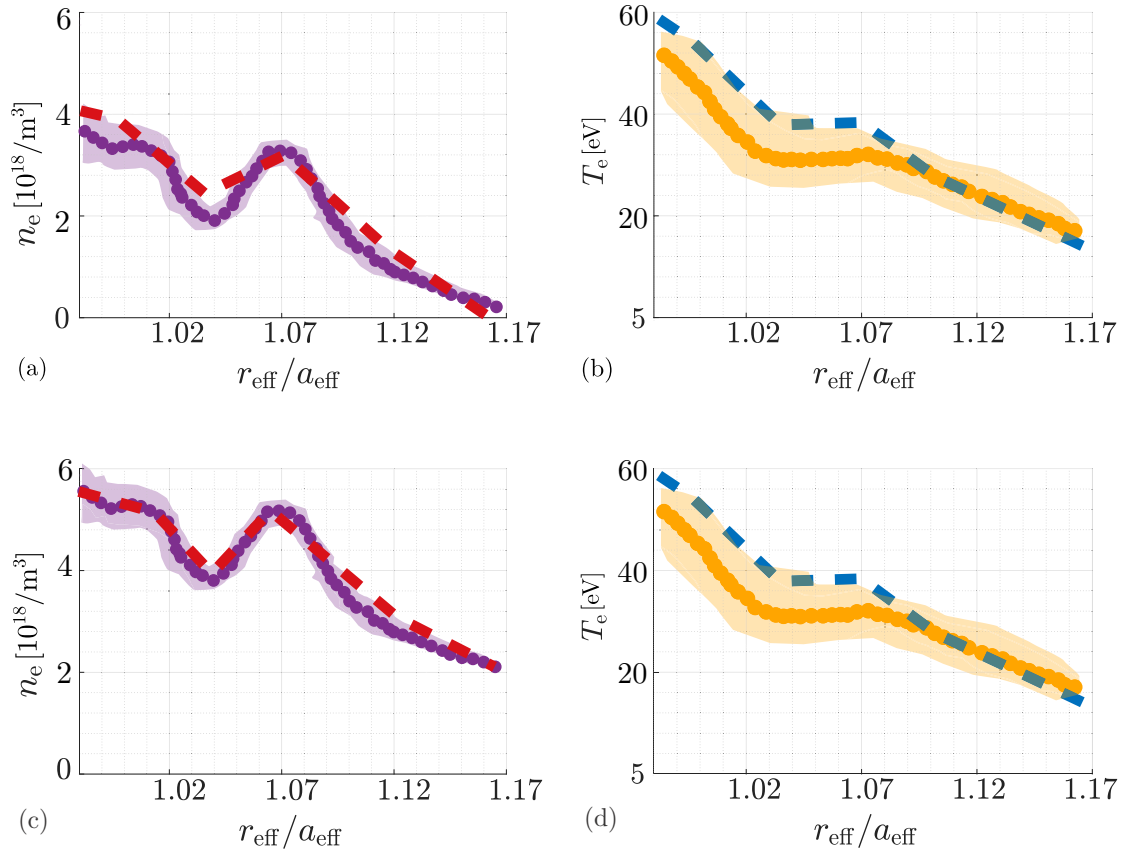 6
4
2
0
n_e [10^18/m^3]
1.02 1.07 1.12 1.17
(a)
r_eff/a_eff
60
40
20
5
T_e [eV]
1.02 1.07 1.12 1.17
(b)
r_eff/a_eff
6
4
2
0
n_e [10^18/m^3]
1.02 1.07 1.12 1.17
(c)
r_eff/a_eff
60
40
20
5
T_e [eV]
1.02 1.07 1.12 1.17
(d)
r_eff/a_eff